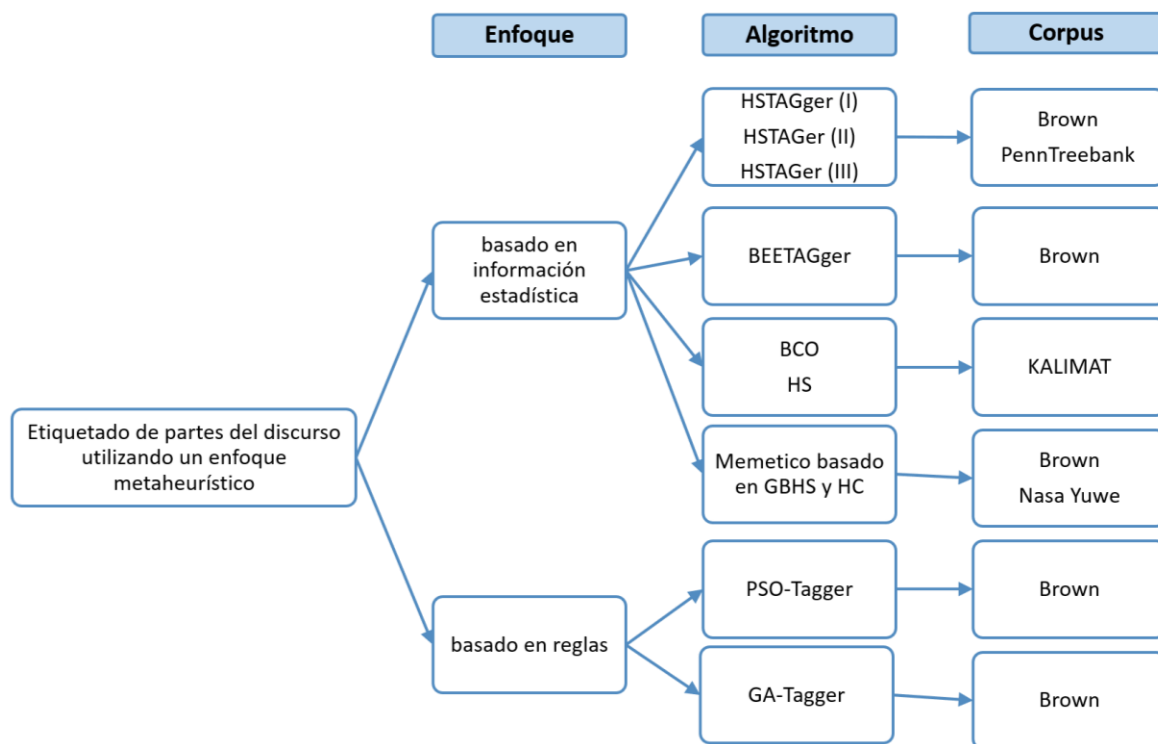 Enfoque
Algoritmo
Corpus
HSTAGger (I)
HSTAGer (II)
HSTAGer (III)
Brown
PennTreebank
basado en
información
estadística
BEETAGger
Brown
BCO
HS
KALIMAT
Etiquetado de partes del discurso
utilizando un enfoque
metaheurístico
Memetico basado
en GBHS y HC
Brown
Nasa Yuwe
basado en reglas
PSO-Tagger
Brown
GA-Tagger
Brown